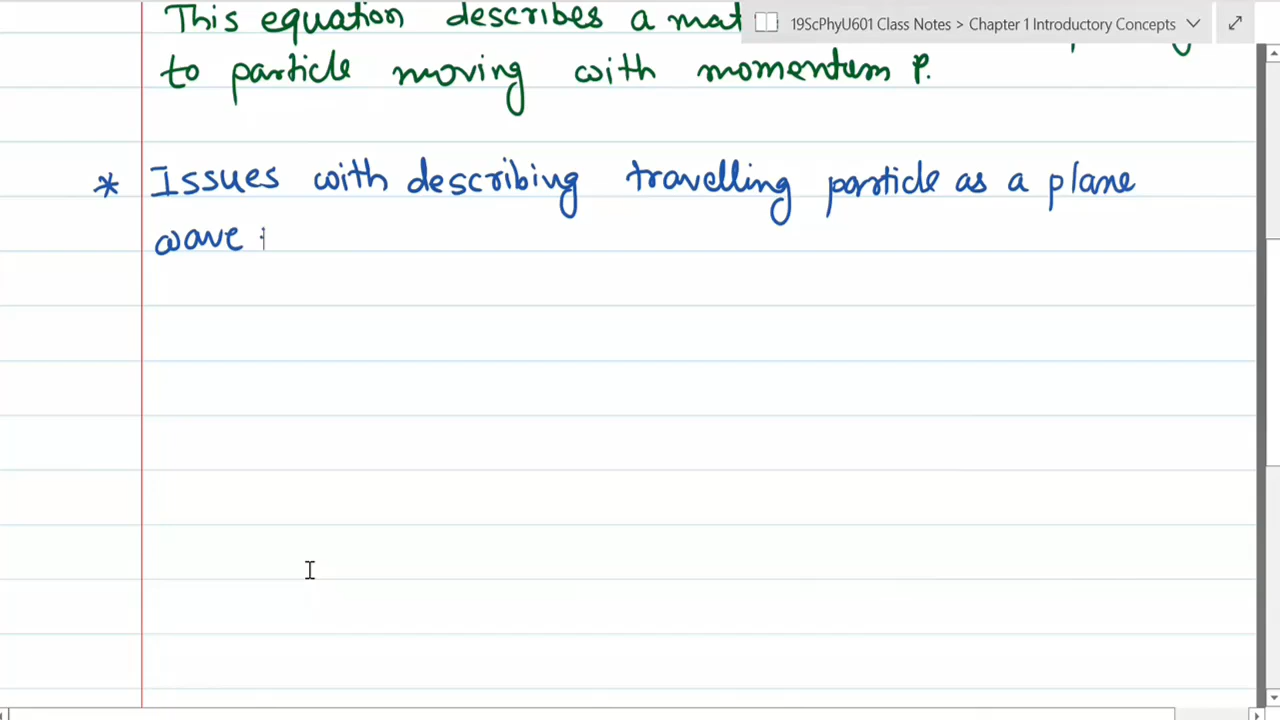 This equation describes a mat
19ScPhyU601 Class Notes > Chapter 1 Introductory Concepts
to particle moving with momentum p.
* Issues with describing travelling particle as a plane
wave